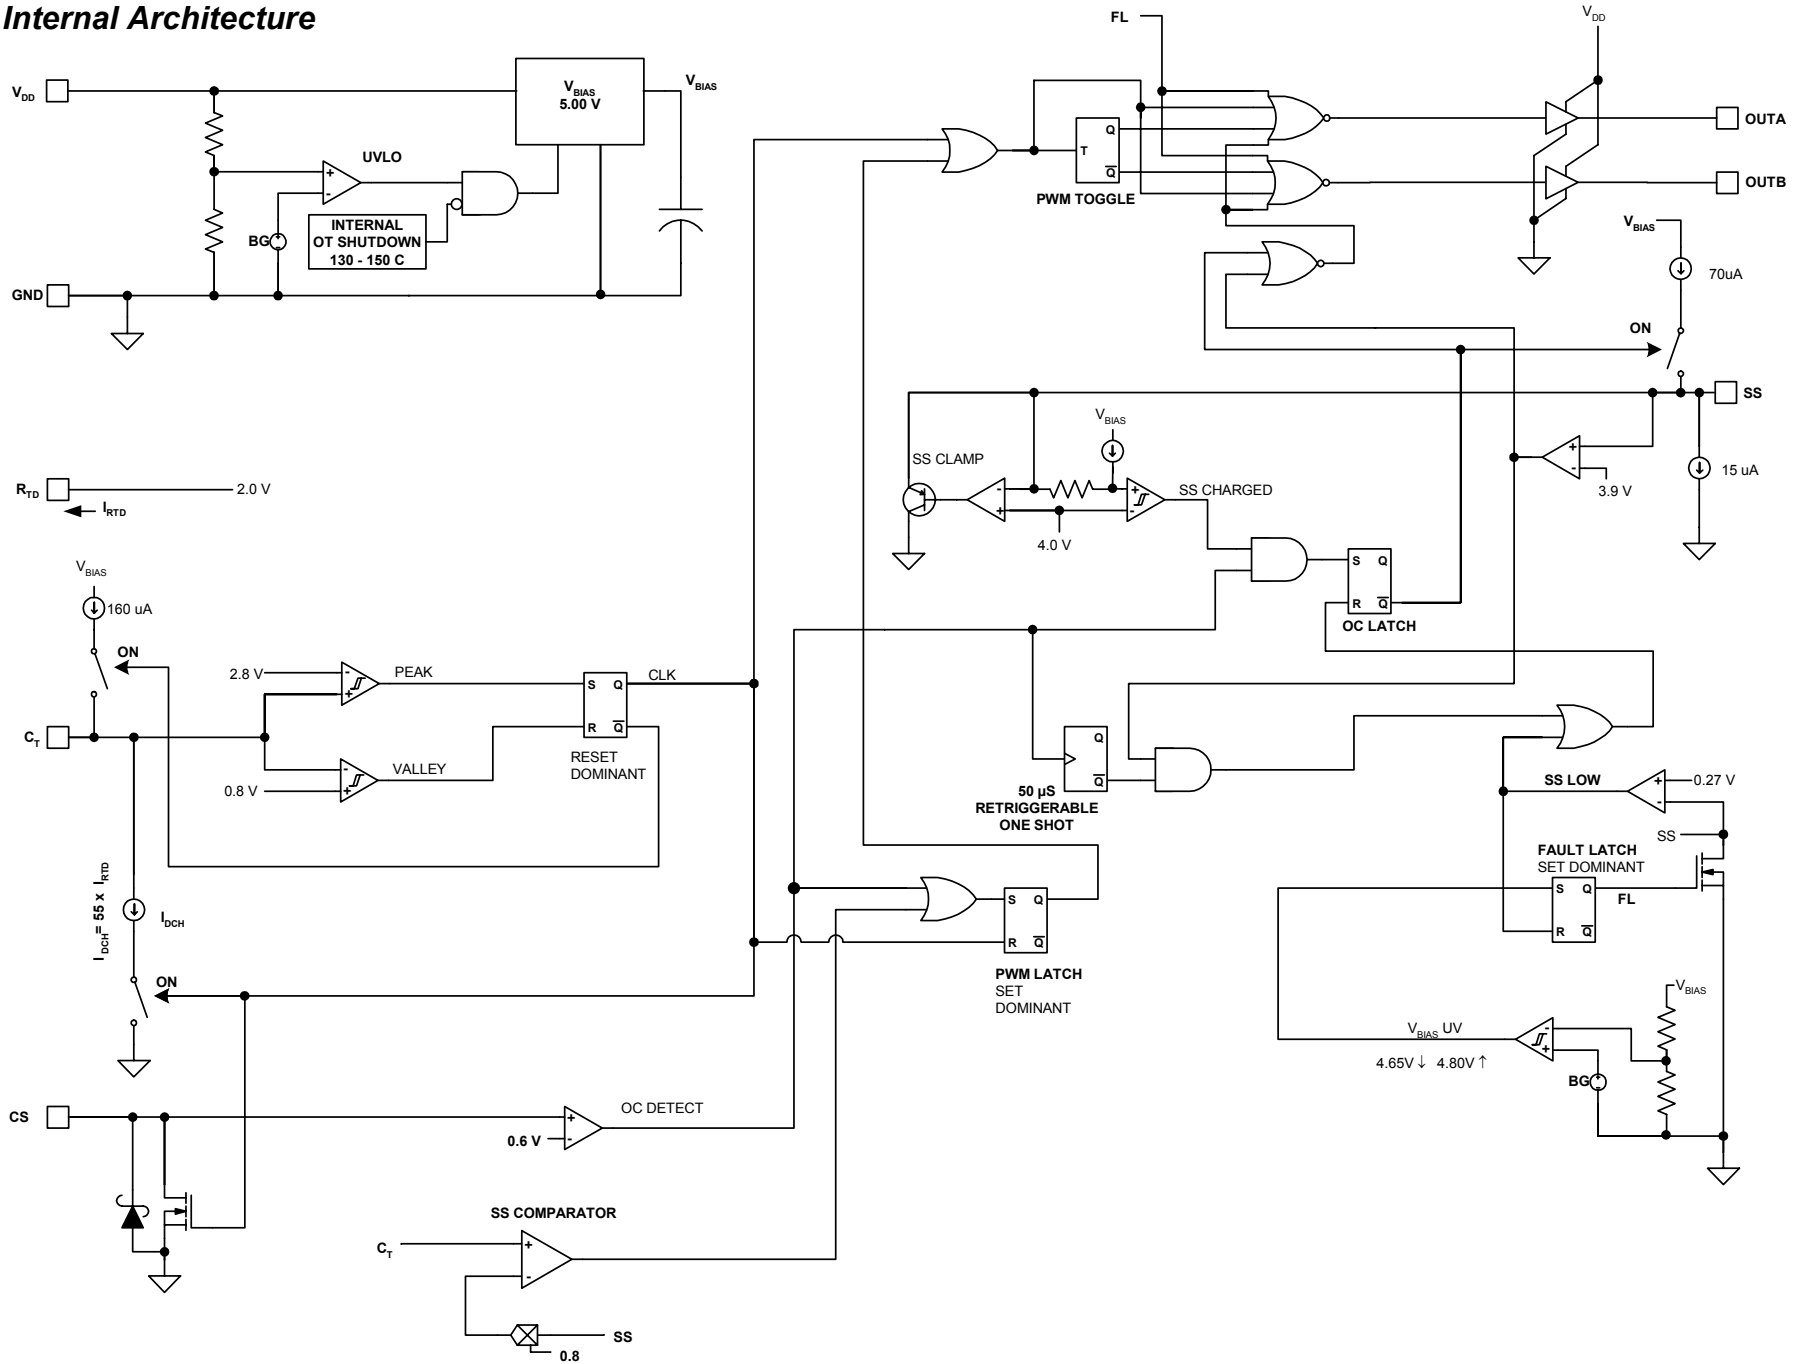 Internal Architecture
FL
VDD
VDD
VBIAS
5.00 V
VBIAS
OUTA
UVLO
+
-
BG
INTERNAL
OT SHUTDOWN
130 - 150 C
GND
T
Q
Q̅
PWM TOGGLE
OUTB
VBIAS
70uA
ON
SS
RTD
2.0 V
IRTD
VBIAS
SS CLAMP
-
+
+
-
SS CHARGED
4.0 V
+
-
3.9 V
15 uA
VBIAS
160 uA
ON
S
Q
R
Q̅
OC LATCH
2.8 V
-
+
PEAK
CT
0.8 V
-
+
VALLEY
S
Q
R
Q̅
CLK
RESET
DOMINANT
Q
Q̅
50 µS
RETRIGGERABLE
ONE SHOT
SS LOW
+
-
0.27 V
SS
FAULT LATCH
SET DOMINANT
S
Q
R
Q̅
FL
IDCH= 55 x IRTD
IDCH
ON
S
Q
R
Q̅
PWM LATCH
SET
DOMINANT
VBIAS
VBIAS UV
4.65V↓ 4.80V↑
-
+
BG
CS
+
-
0.6 V
OC DETECT
SS COMPARATOR
CT
+
-
SS
0.8